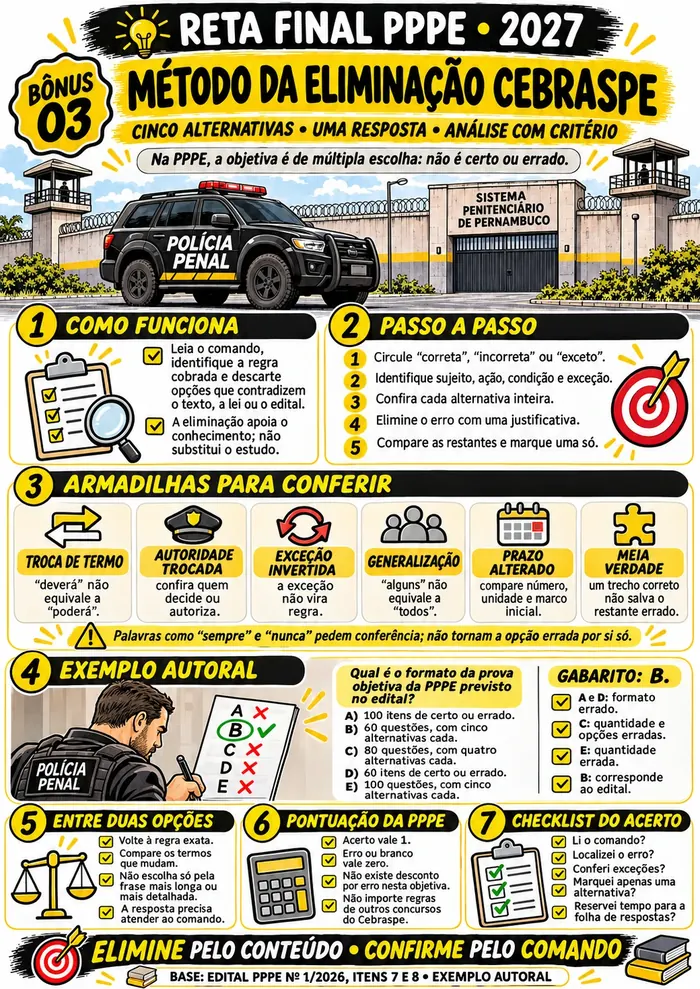 RETA FINAL PPPE • 2027
BÔNUS
03
MÉTODO DA ELIMINAÇÃO CEBRASPE
CINCO ALTERNATIVAS • UMA RESPOSTA • ANÁLISE COM CRITÉRIO
Na PPPE, a objetiva é de múltipla escolha: não é certo ou errado.
POLÍCIA
PENAL
SISTEMA
PENITENCIÁRIO
DE PERNAMBUCO
1 COMO FUNCIONA
Leia o comando,
identifique a regra
cobrada e descarte
opções que contradizem
o texto, a lei ou o edital.
A eliminação apoia o
conhecimento; não
substitui o estudo.
2 PASSO A PASSO
1 Circule “correta”, “incorreta” ou “exceto”.
2 Identifique sujeito, ação, condição e exceção.
3 Confira cada alternativa inteira.
4 Elimine o erro com uma justificativa.
5 Compare as restantes e marque uma só.
3 ARMADILHAS PARA CONFERIR
TROCA DE TERMO
“deverá” não
equivale a
“poderá”.
AUTORIDADE
TROCADA
confira quem
decide ou
autoriza.
EXCEÇÃO
INVERTIDA
a exceção
não vira
regra.
GENERALIZAÇÃO
“alguns” não
equivale a
“todos”.
PRAZO
ALTERADO
compare número,
unidade e marco
inicial.
MEIA
VERDADE
um trecho correto
não salva o
restante errado.
Palavras como “sempre” e “nunca” pedem conferência; não tornam a opção errada por si só.
4 EXEMPLO AUTORAL
POLÍCIA
PENAL
A
B
C
D
E
Qual é o formato da prova
objetiva da PPPE previsto
no edital?
A) 100 itens de certo ou errado.
B) 60 questões, com cinco
alternativas cada.
C) 80 questões, com quatro
alternativas cada.
D) 60 itens de certo ou errado.
E) 100 questões, com cinco
alternativas cada.
GABARITO: B.
A e D: formato
errado.
C: quantidade e
opções erradas.
E: quantidade
errada.
B: corresponde
ao edital.
5 ENTRE DUAS OPÇÕES
Volte à regra exata.
Compare os termos
que mudam.
Não escolha só pela
frase mais longa ou
mais detalhada.
A resposta precisa
atender ao comando.
6 PONTUAÇÃO DA PPPE
Acerto vale 1.
Erro ou branco
vale zero.
Não existe desconto
por erro nesta objetiva.
Não importe regras
de outros concursos
do Cebraspe.
7 CHECKLIST DO ACERTO
Li o comando?
Localizei o erro?
Conferi exceções?
Marquei apenas uma
alternativa?
Reservei tempo para a
folha de respostas?
ELIMINE PELO CONTEÚDO • CONFIRME PELO COMANDO
BASE: EDITAL PPPE Nº 1/2026, ITENS 7 E 8 • EXEMPLO AUTORAL